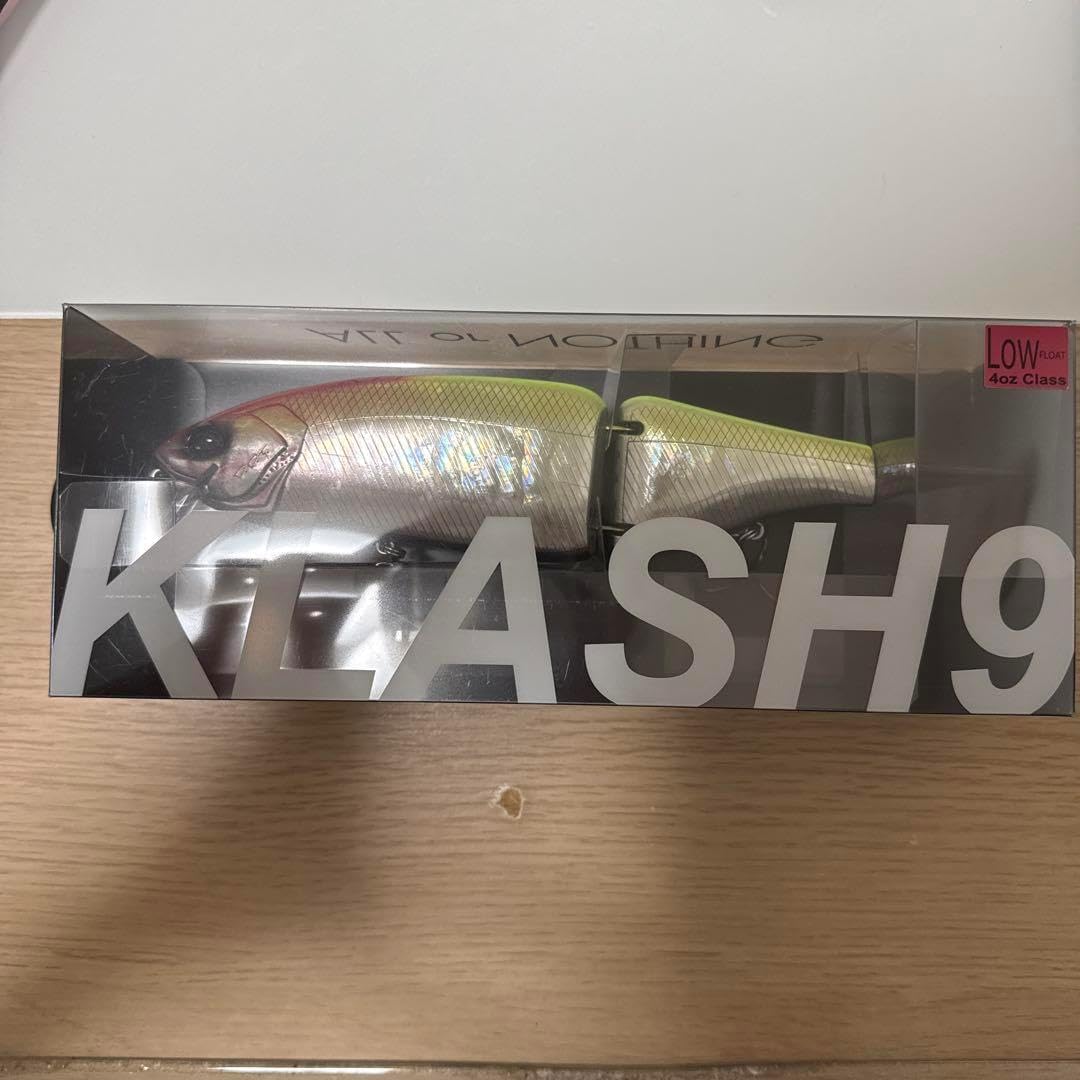 ALL or NOTHING
LOW FLOAT
4oz Class
KLASH9